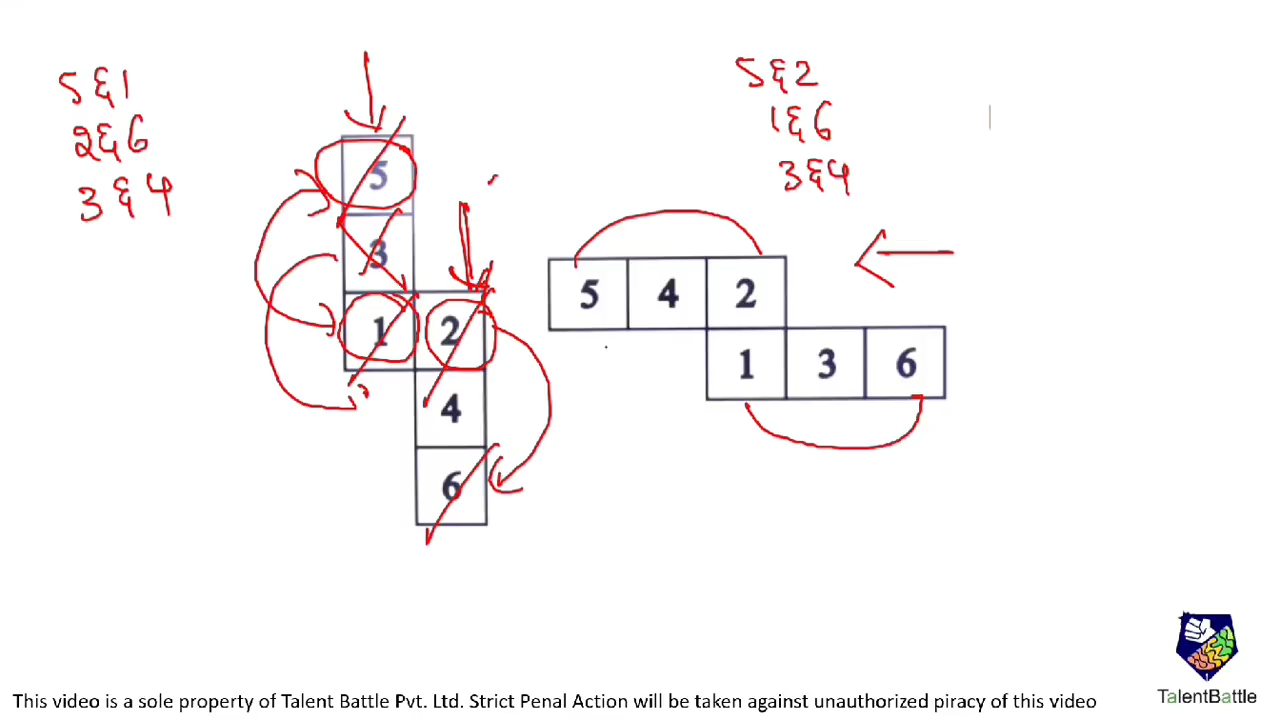 5 & 1
2 & 6
3 & 4
5
3
1 2
4
6
5 & 2
1 & 6
3 & 4
5 4 2
1 3 6
TalentBattle
This video is a sole property of Talent Battle Pvt. Ltd. Strict Penal Action will be taken against unauthorized piracy of this video